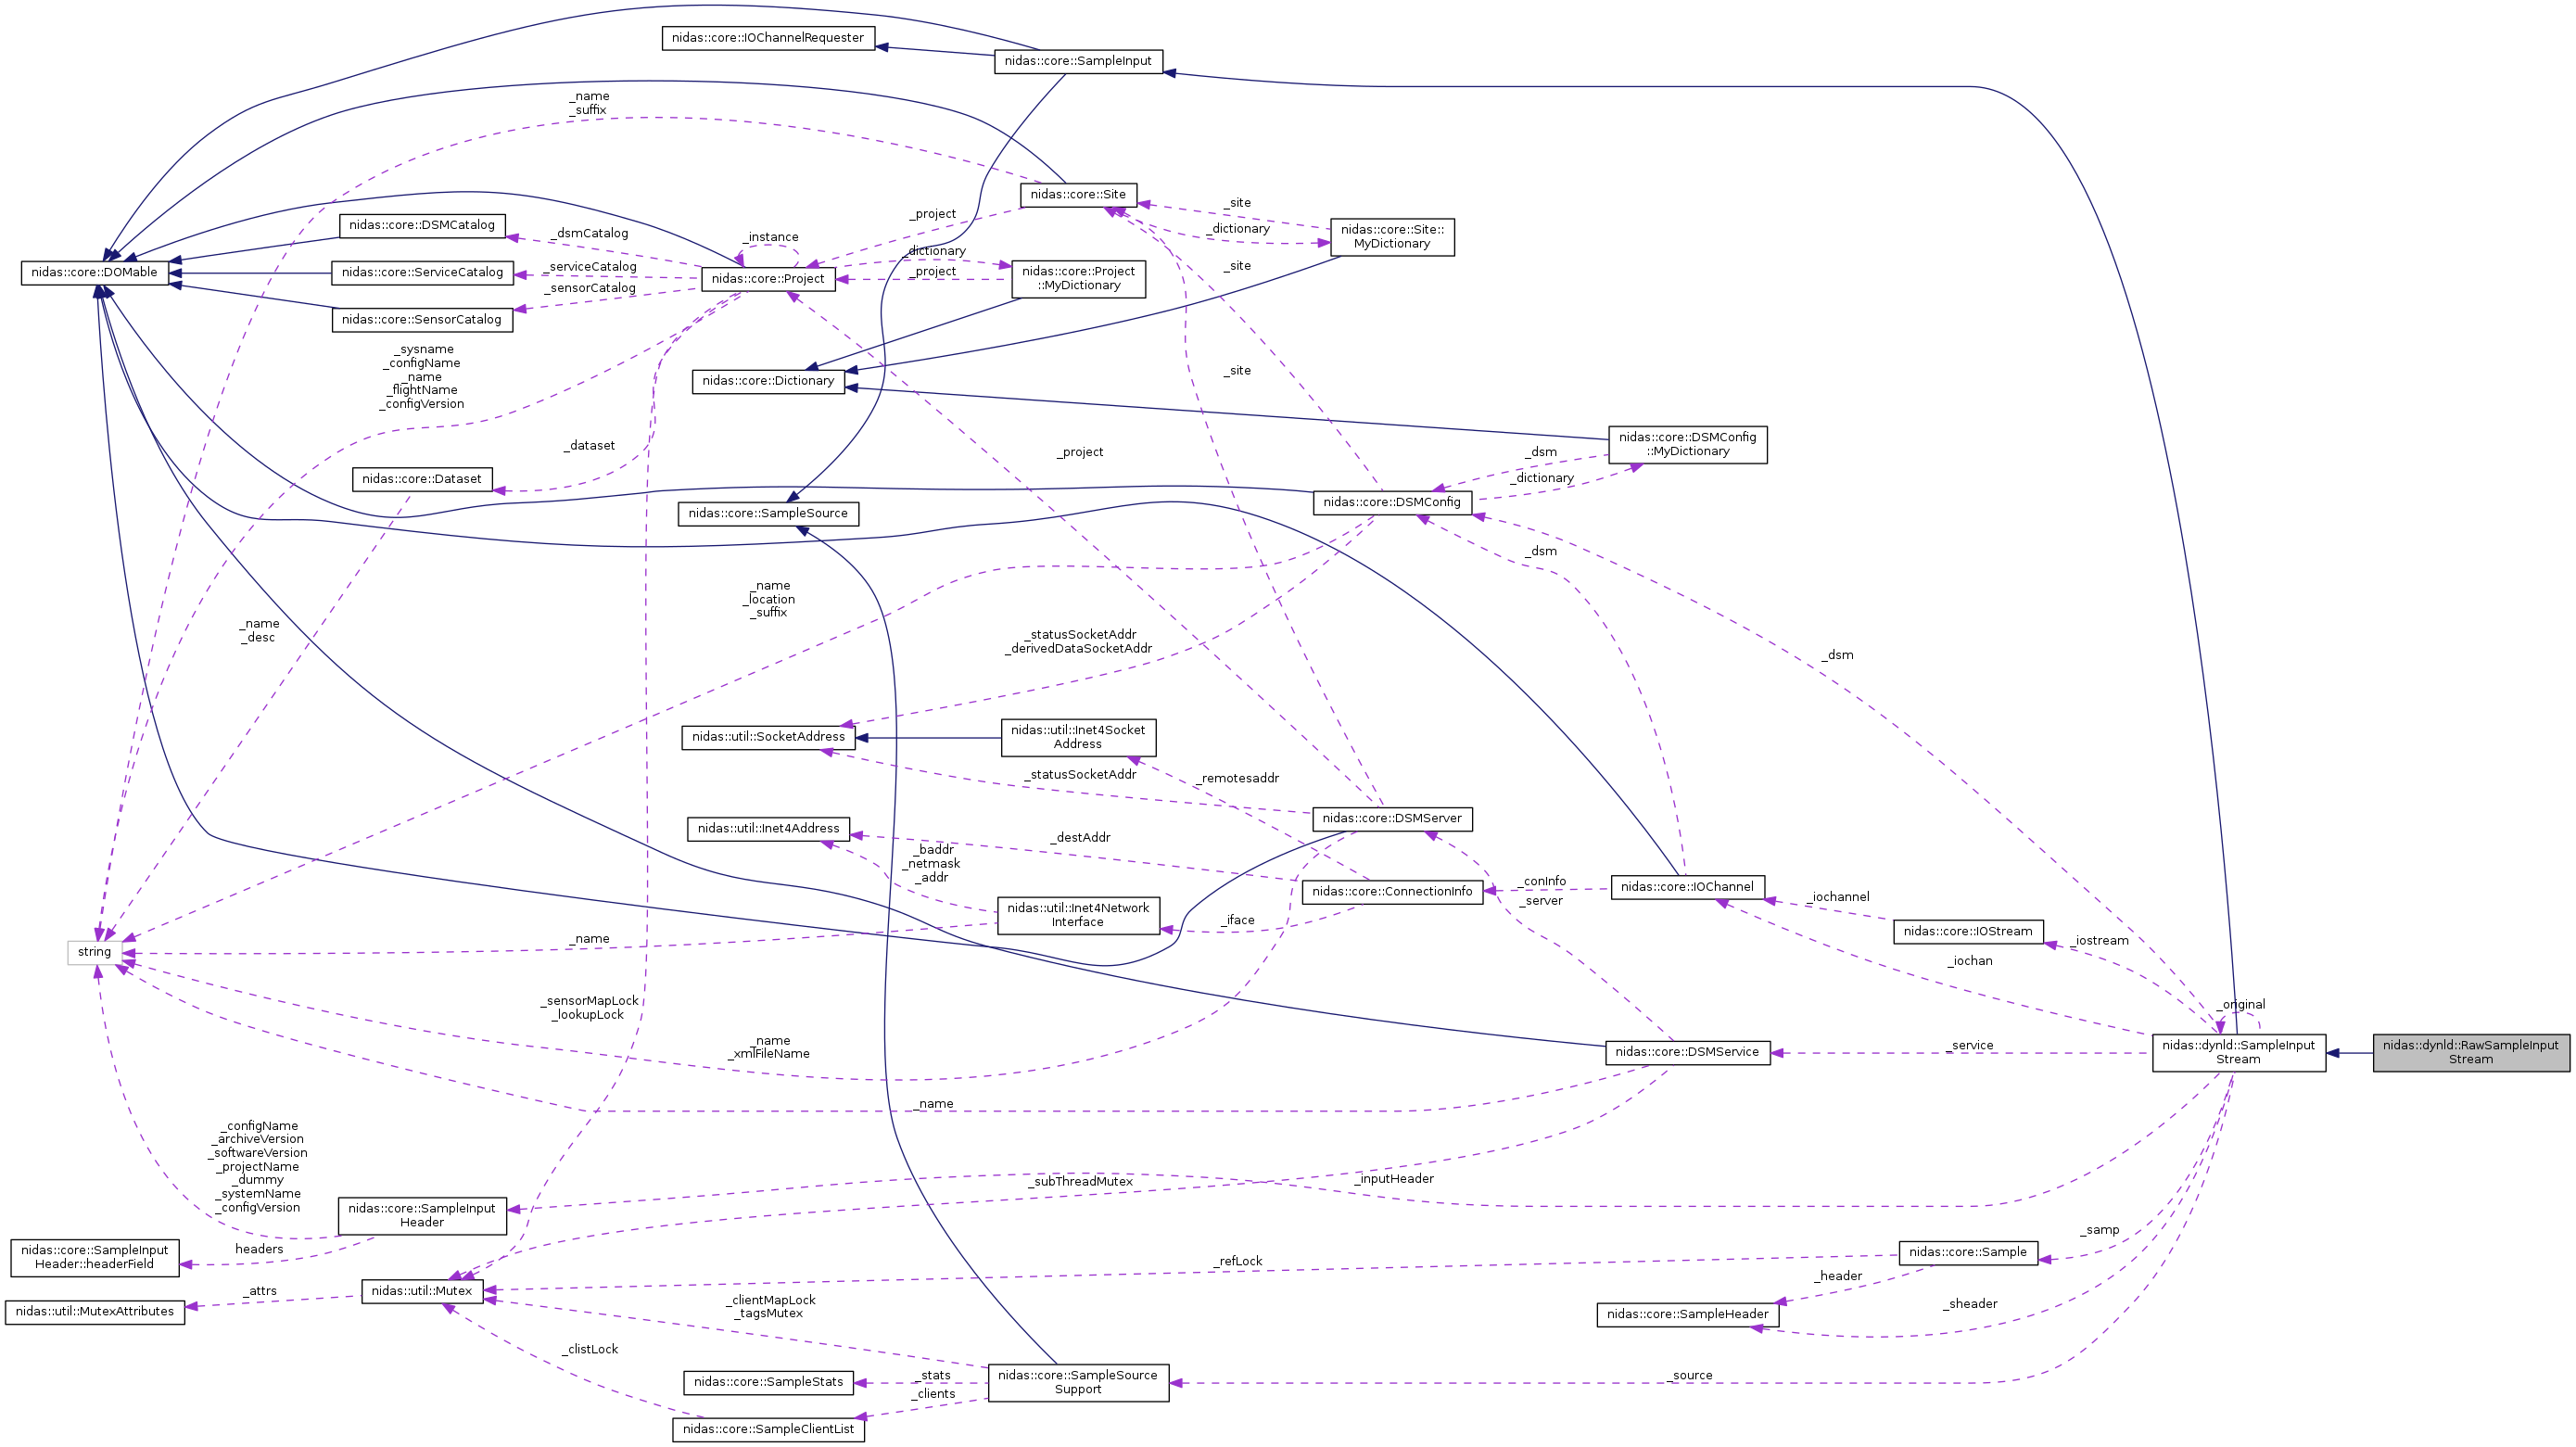 nidas::core::IOChannelRequester
nidas::core::SampleInput
_name
_suffix
nidas::core::Site
_project
_site
_dictionary
nidas::core::Site::
MyDictionary
nidas::core::DSMCatalog
_dsmCatalog
_instance
nidas::core::DOMable
nidas::core::ServiceCatalog
_serviceCatalog
nidas::core::Project
_dictionary
_project
nidas::core::Project
::MyDictionary
_site
nidas::core::SensorCatalog
_sensorCatalog
_sysname
_configName
_name
_flightName
_configVersion
nidas::core::Dictionary
_site
_dataset
_project
nidas::core::DSMConfig
::MyDictionary
_dsm
_dictionary
nidas::core::Dataset
nidas::core::DSMConfig
nidas::core::SampleSource
_dsm
_name
_location
_suffix
_name
_desc
_statusSocketAddr
_derivedDataSocketAddr
_dsm
nidas::util::SocketAddress
nidas::util::Inet4Socket
Address
_statusSocketAddr
_remotesaddr
nidas::util::Inet4Address
nidas::core::DSMServer
_destAddr
_baddr
_netmask
_addr
nidas::core::ConnectionInfo
_conInfo
_server
nidas::core::IOChannel
_iochannel
nidas::util::Inet4Network
Interface
_iface
nidas::core::IOStream
_iostream
string
_name
_iochan
_sensorMapLock
_lookupLock
_original
_name
_xmlFileName
nidas::core::DSMService
_service
nidas::dynld::SampleInput
Stream
nidas::dynld::RawSampleInput
Stream
_name
_configName
_archiveVersion
_softwareVersion
_projectName
_dummy
_systemName
_configVersion
_subThreadMutex
_inputHeader
nidas::core::SampleInput
Header
nidas::core::SampleInput
Header::headerField
headers
_samp
nidas::core::Sample
_refLock
_header
nidas::util::Mutex
_attrs
nidas::util::MutexAttributes
_clientMapLock
_tagsMutex
nidas::core::SampleHeader
_sheader
_clistLock
nidas::core::SampleStats
_stats
nidas::core::SampleSource
Support
_source
_clients
nidas::core::SampleClientList